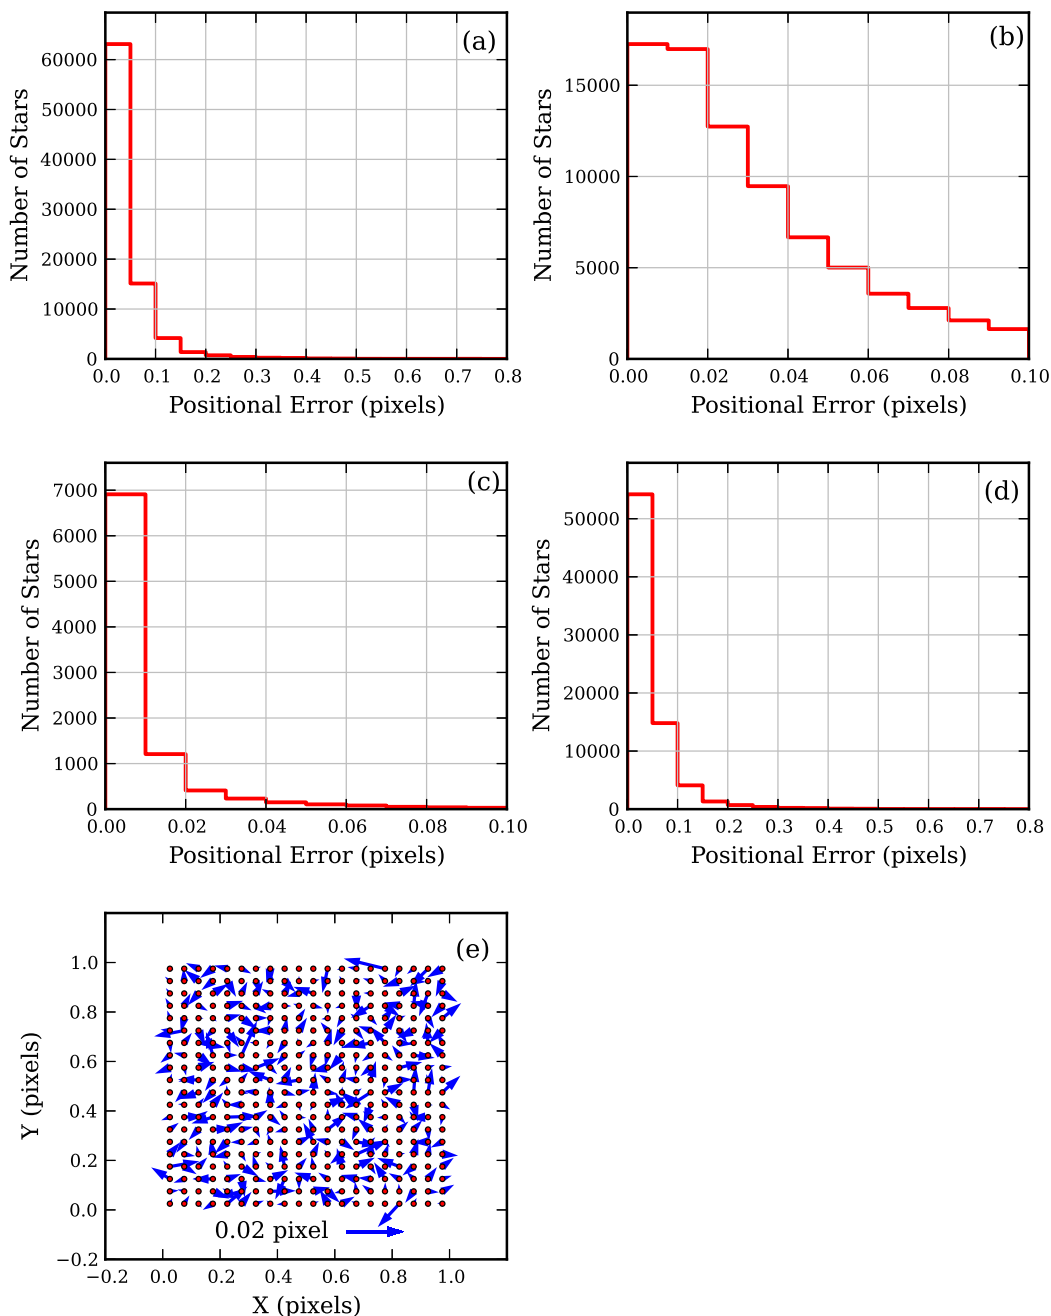 (a)
Number of Stars
60000
50000
40000
30000
20000
10000
0
0.0 0.1 0.2 0.3 0.4 0.5 0.6 0.7 0.8
Positional Error (pixels)
(b)
Number of Stars
15000
10000
5000
0
0.00 0.02 0.04 0.06 0.08 0.10
Positional Error (pixels)
(c)
Number of Stars
7000
6000
5000
4000
3000
2000
1000
0
0.00 0.02 0.04 0.06 0.08 0.10
Positional Error (pixels)
(d)
Number of Stars
50000
40000
30000
20000
10000
0
0.0 0.1 0.2 0.3 0.4 0.5 0.6 0.7 0.8
Positional Error (pixels)
(e)
Y (pixels)
1.0
0.8
0.6
0.4
0.2
0.0
−0.2
0.02 pixel
−0.2 0.0 0.2 0.4 0.6 0.8 1.0
X (pixels)